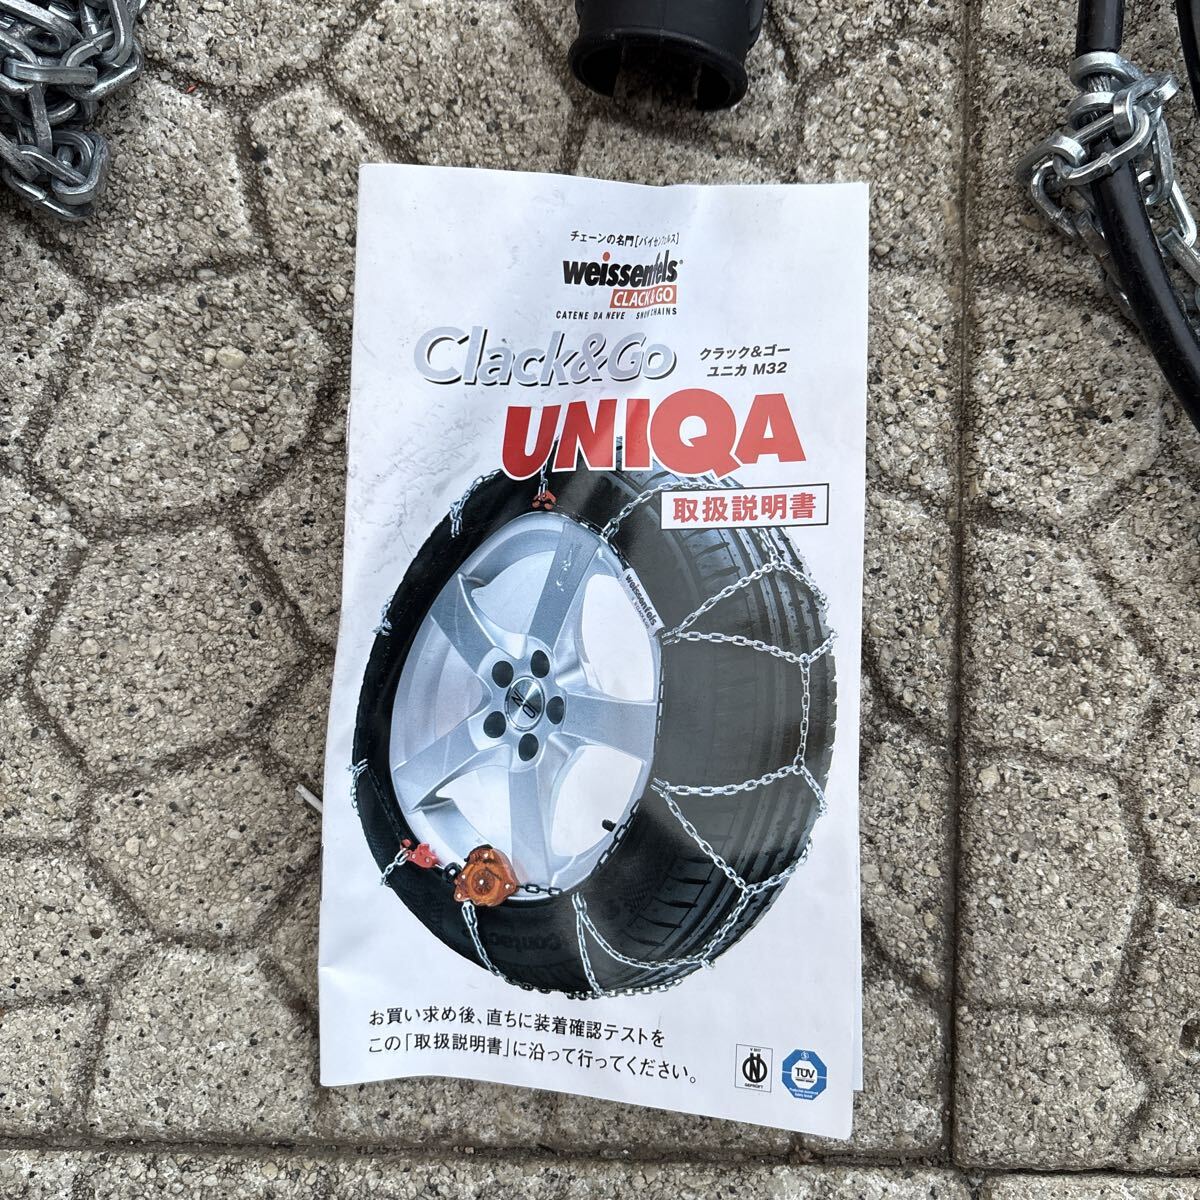 チェーンの名門[バイセンフェルス]
weissenfels
CLACK&GO
CATENE DA NEVE SNOW CHAINS
Clack&Go
クラック&ゴー
ユニカ M32
UNIQA
取扱説明書
weissenfels
Contac
お買い求め後、直ちに装着確認テストを
この「取扱説明書」に沿って行ってください。
GEPRÜFT
TÜV